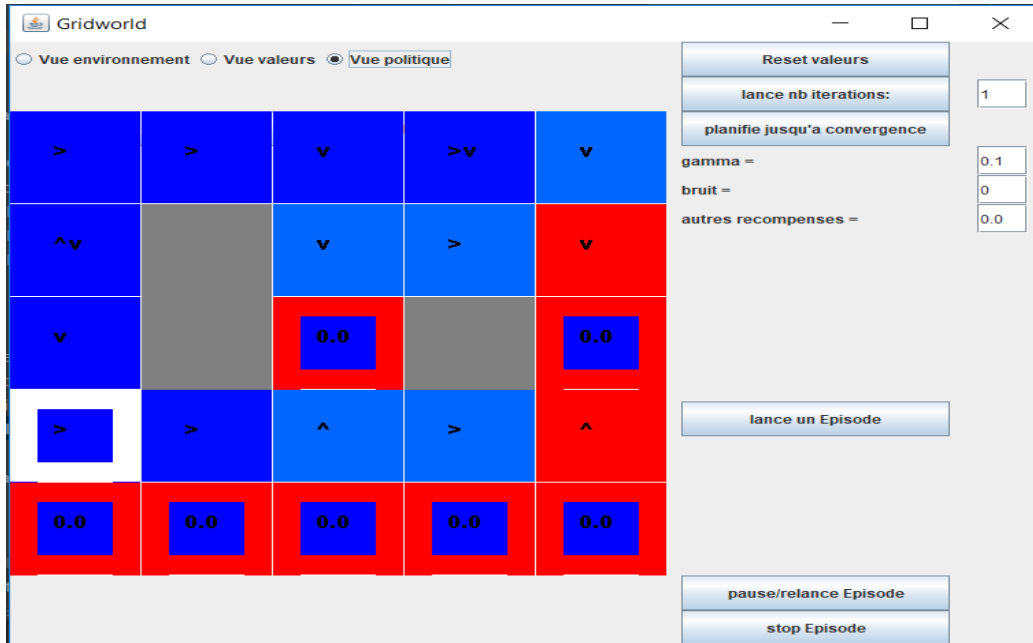 Gridworld
Vue environnement Vue valeurs Vue politique
Reset valeurs
lance nb iterations: 1
planifie jusqu'a convergence
gamma = 0.1
bruit = 0
autres recompenses = 0.0
> > v >v v
^v v > v
v 0.0 0.0
> > ^ > ^
0.0 0.0 0.0 0.0 0.0
lance un Episode
pause/relance Episode
stop Episode